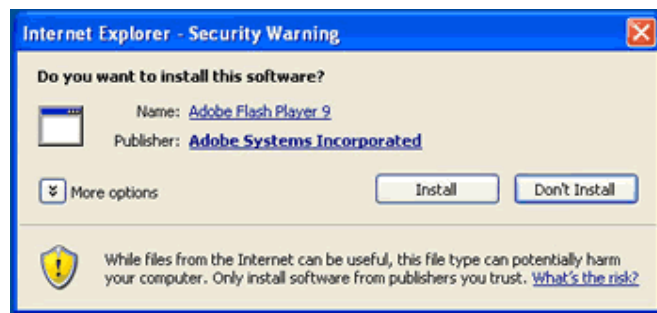 Internet Explorer - Security Warning
Do you want to install this software?
Name: Adobe Flash Player 9
Publisher: Adobe Systems Incorporated
More options
Install
Don't Install
While files from the Internet can be useful, this file type can potentially harm
your computer. Only install software from publishers you trust. What's the risk?